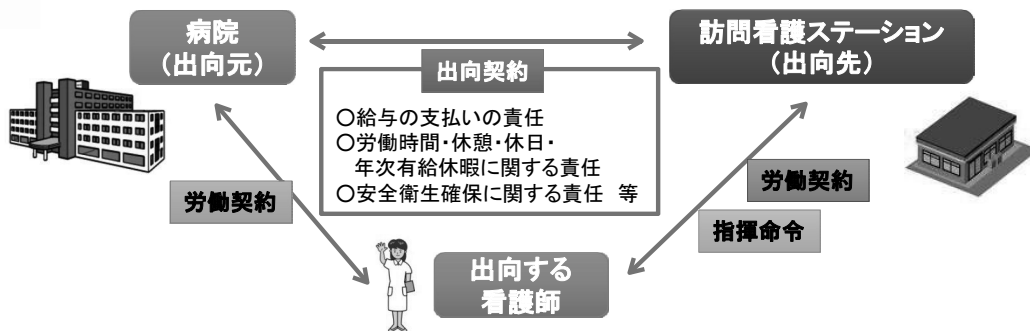 病院
（出向元）
訪問看護ステーション
（出向先）
出向契約
○給与の支払いの責任
○労働時間・休憩・休日・
年次有給休暇に関する責任
○安全衛生確保に関する責任　等
労働契約
労働契約
指揮命令
出向する
看護師